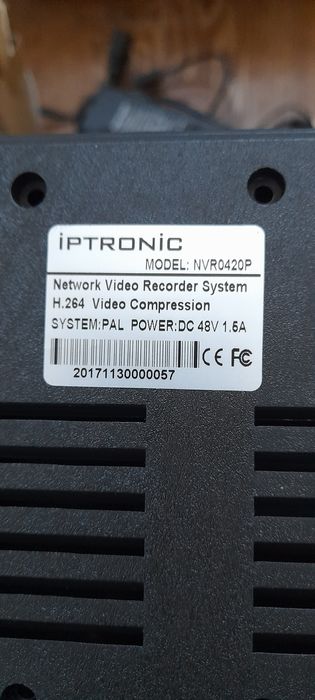 iPTRONiC
MODEL: NVR0420P
Network Video Recorder System
H.264 Video Compression
SYSTEM:PAL POWER:DC 48V 1.5A
CE FC
20171130000057